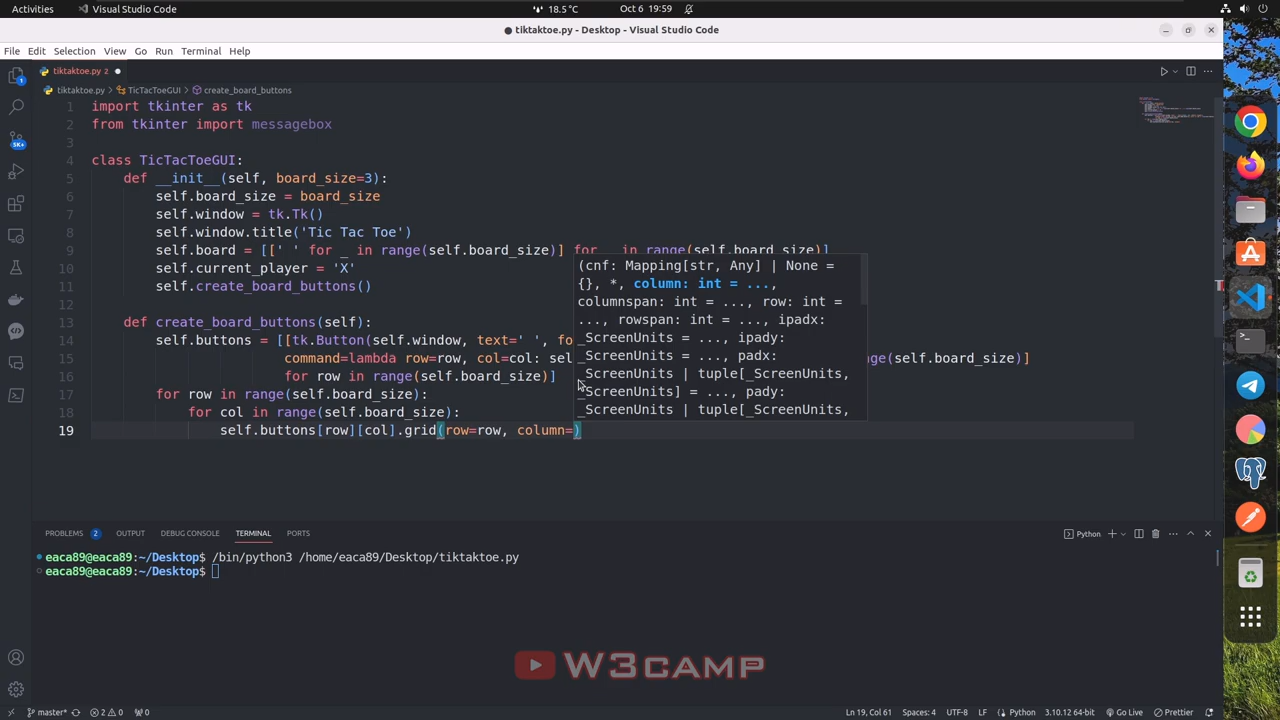 Activities
Visual Studio Code
18.5 °C
Oct 6 19:59
tiktaktoe.py - Desktop - Visual Studio Code
File Edit Selection View Go Run Terminal Help
tiktaktoe.py 2
tiktaktoe.py > TicTacToeGUI > create_board_buttons
1 import tkinter as tk
2 from tkinter import messagebox
3
4 class TicTacToeGUI:
5 def __init__(self, board_size=3):
6 self.board_size = board_size
7 self.window = tk.Tk()
8 self.window.title('Tic Tac Toe')
9 self.board = [[' ' for _ in range(self.board_size)] for _ in range(self.board_size)]
10 self.current_player = 'X'
11 self.create_board_buttons()
12
13 def create_board_buttons(self):
14 self.buttons = [[tk.Button(self.window, text=' ', fo
15 command=lambda row=row, col=col: sel nge(self.board_size)]
16 for row in range(self.board_size)]
17 for row in range(self.board_size):
18 for col in range(self.board_size):
19 self.buttons[row][col].grid(row=row, column=)
(cnf: Mapping[str, Any] | None =
{}, *, column: int = ...,
columnspan: int = ..., row: int =
..., rowspan: int = ..., ipadx:
_ScreenUnits = ..., ipady:
_ScreenUnits = ..., padx:
_ScreenUnits | tuple[_ScreenUnits,
_ScreenUnits] = ..., pady:
_ScreenUnits | tuple[_ScreenUnits,
PROBLEMS 2 OUTPUT DEBUG CONSOLE TERMINAL PORTS
Python
eaca89@eaca89:~/Desktop$ /bin/python3 /home/eaca89/Desktop/tiktaktoe.py
eaca89@eaca89:~/Desktop$
W3CAMP
master* 2 0 0
Ln 19, Col 61 Spaces: 4 UTF-8 LF Python 3.10.12 64-bit Go Live Prettier